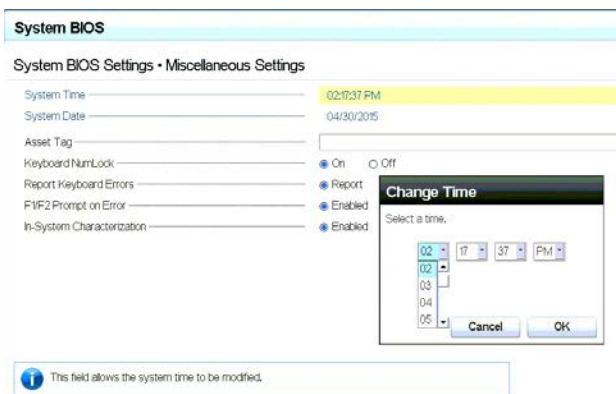 System BIOS
System BIOS Settings • Miscellaneous Settings
System Time 02:17:37 PM
System Date 04/30/2015
Asset Tag
Keyboard NumLock On Off
Report Keyboard Errors Report
F1/F2 Prompt on Error Enabled
In-System Characterization Enabled
Change Time
Select a time.
02 17 37 PM
02
03
04
05
Cancel OK
This field allows the system time to be modified.